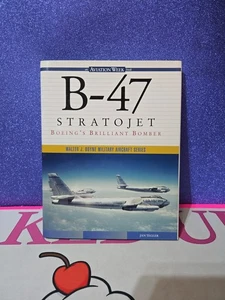 AVIATION WEEK
B-47
STRATOJET
BOEING'S BRILLIANT BOMBER
WALTER J. BOYNE MILITARY AIRCRAFT SERIES